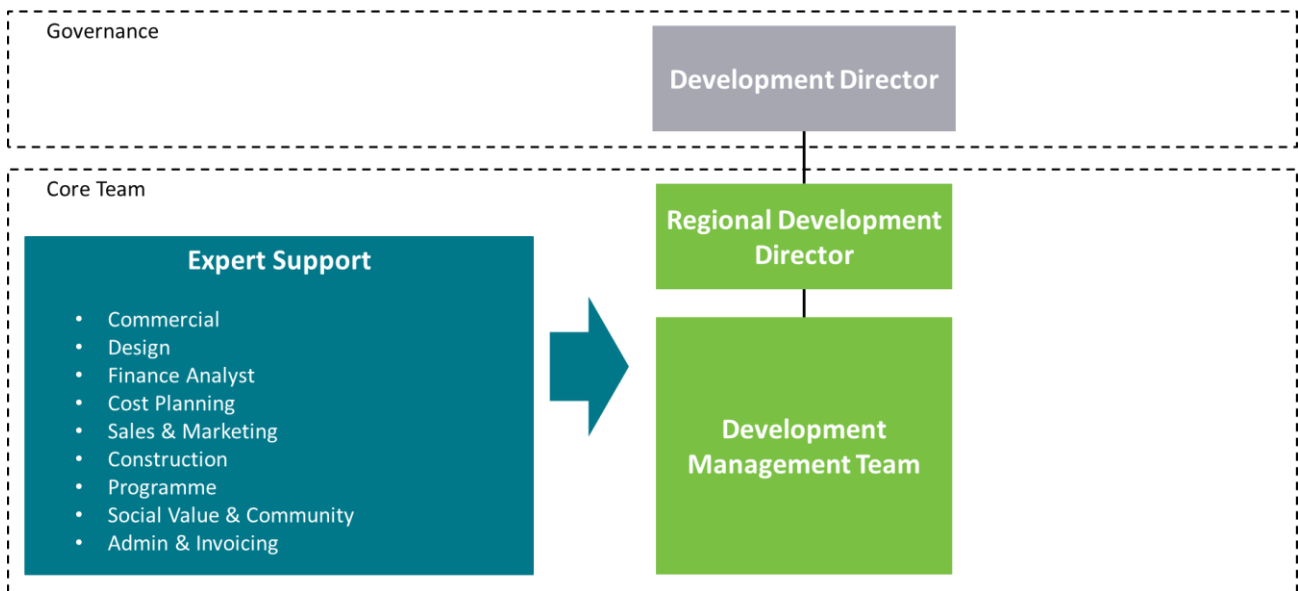 Governance
Development Director
Core Team
Regional Development
Director
Expert Support
• Commercial
• Design
• Finance Analyst
• Cost Planning
• Sales & Marketing
• Construction
• Programme
• Social Value & Community
• Admin & Invoicing
Development
Management Team